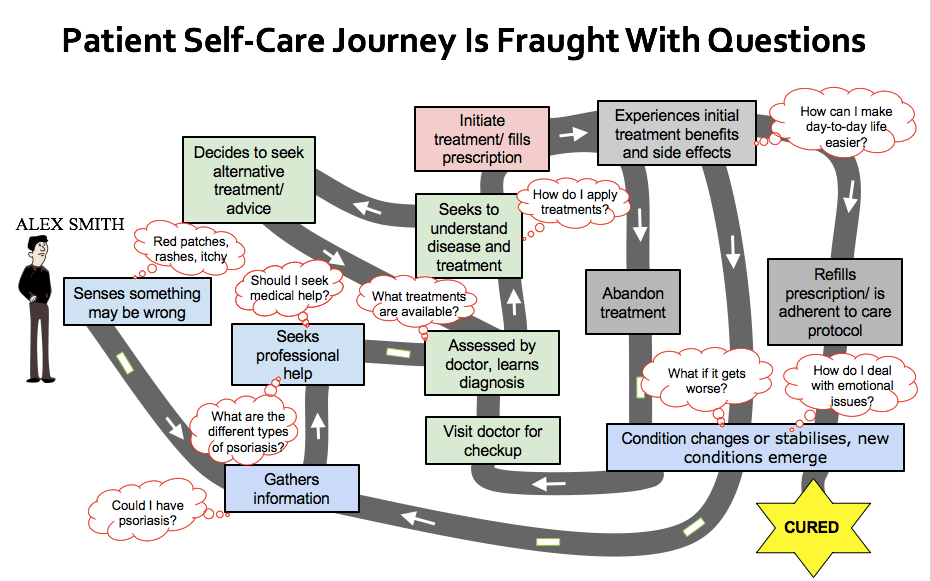 Patient Self-Care Journey Is Fraught With Questions
ALEX SMITH
Red patches,
rashes, itchy
Senses something
may be wrong
Decides to seek
alternative
treatment/
advice
Should I seek
medical help?
Seeks
professional
help
What are the
different types
of psoriasis?
Gathers
information
Could I have
psoriasis?
Initiate
treatment/ fills
prescription
Seeks to
understand
disease and
treatment
How do I apply
treatments?
What treatments
are available?
Assessed by
doctor, learns
diagnosis
Visit doctor for
checkup
Experiences initial
treatment benefits
and side effects
How can I make
day-to-day life
easier?
Abandon
treatment
Refills
prescription/ is
adherent to care
protocol
What if it gets
worse?
How do I deal
with emotional
issues?
Condition changes or stabilises, new
conditions emerge
CURED